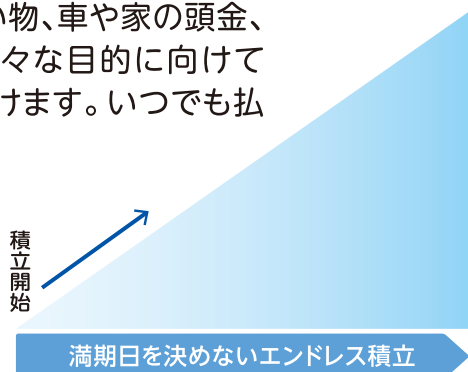 い物、車や家の頭金、
々な目的に向けて
けます。いつでも払
積立開始
満期日を決めないエンドレス積立